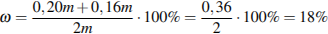 ω = (0,20m + 0,16m)/(2m) · 100% = 0,36/2 · 100% = 18%